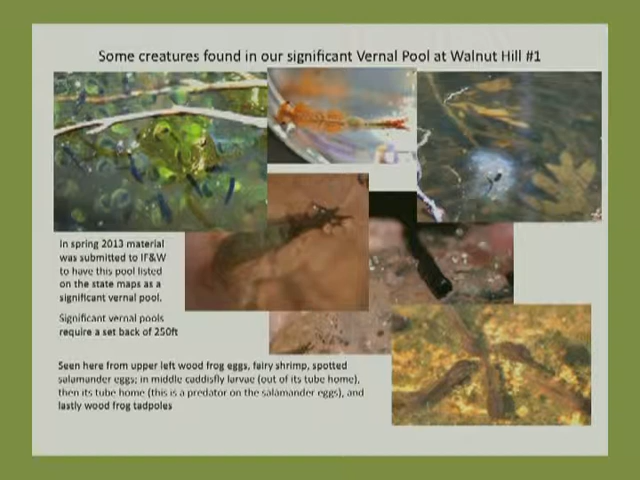 Some creatures found in our significant Vernal Pool at Walnut Hill #1
In spring 2013 material
was submitted to IF&W
to have this pool listed
on the state maps as a
significant vernal pool.
Significant vernal pools
require a set back of 250ft
Seen here from upper left wood frog eggs, fairy shrimp, spotted
salamander eggs; in middle caddisfly larvae (out of its tube home),
then its tube home (this is a predator on the salamander eggs), and
lastly wood frog tadpoles